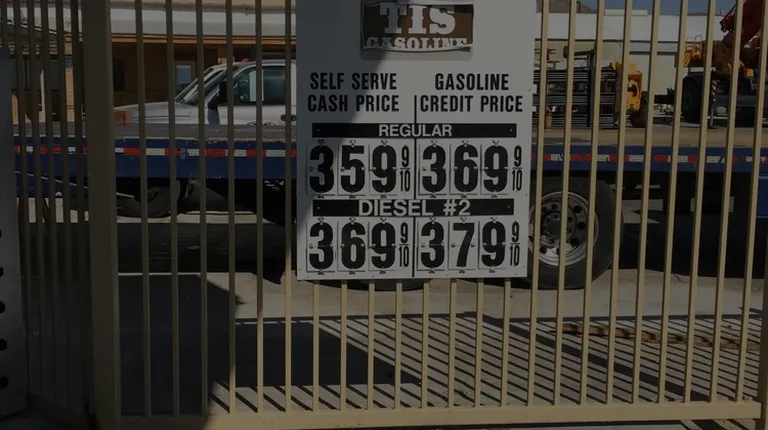 TIS
GASOLINE
SELF SERVE GASOLINE
CASH PRICE CREDIT PRICE
REGULAR
359 9/10 369 9/10
DIESEL #2
369 9/10 379 9/10